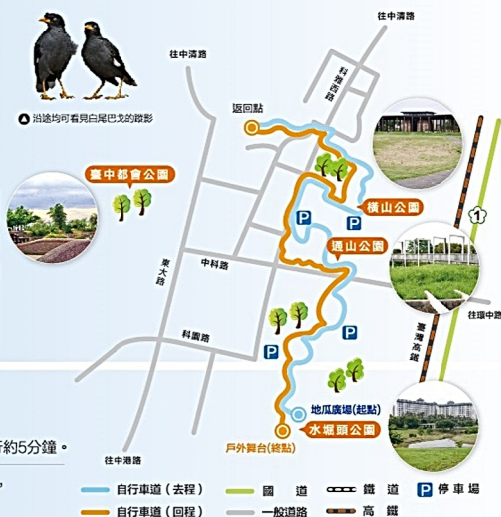 往中清路
往中清路
科雅西路
返回點
▲ 沿途均可看見白尾八哥的蹤影
臺中都會公園
橫山公園
P
P
通山公園
1
東大路
中科路
往環中路
科園路
臺灣高鐵
P
P
地瓜廣場(起點)
水堀頭公園
戶外舞台(終點)
行約5分鐘。
往中港路
自行車道(去程)
國道
鐵道
P 停車場
自行車道(回程)
一般道路
高鐵